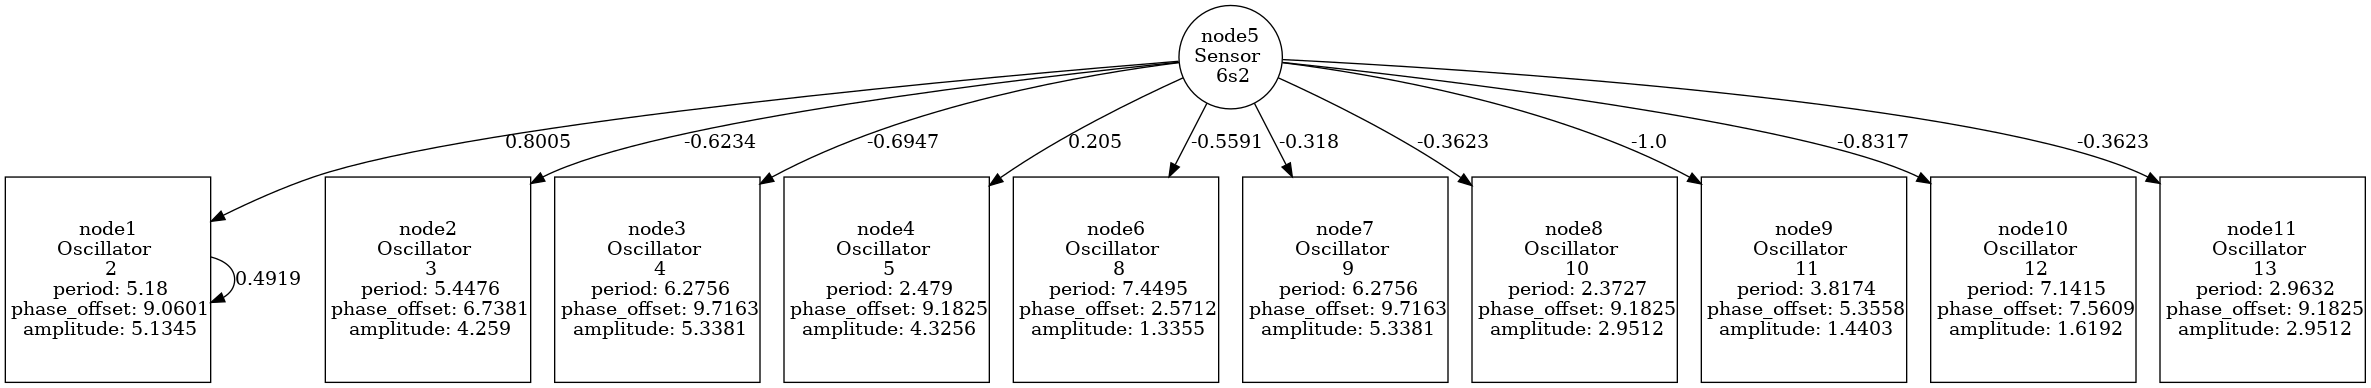 node5
Sensor
6s2
0.8005
-0.6234
-0.6947
0.205
-0.5591
-0.318
-0.3623
-1.0
-0.8317
-0.3623
node1
Oscillator
2
period: 5.18
phase_offset: 9.0601
amplitude: 5.1345
0.4919
node2
Oscillator
3
period: 5.4476
phase_offset: 6.7381
amplitude: 4.259
node3
Oscillator
4
period: 6.2756
phase_offset: 9.7163
amplitude: 5.3381
node4
Oscillator
5
period: 2.479
phase_offset: 9.1825
amplitude: 4.3256
node6
Oscillator
8
period: 7.4495
phase_offset: 2.5712
amplitude: 1.3355
node7
Oscillator
9
period: 6.2756
phase_offset: 9.7163
amplitude: 5.3381
node8
Oscillator
10
period: 2.3727
phase_offset: 9.1825
amplitude: 2.9512
node9
Oscillator
11
period: 3.8174
phase_offset: 5.3558
amplitude: 1.4403
node10
Oscillator
12
period: 7.1415
phase_offset: 7.5609
amplitude: 1.6192
node11
Oscillator
13
period: 2.9632
phase_offset: 9.1825
amplitude: 2.9512